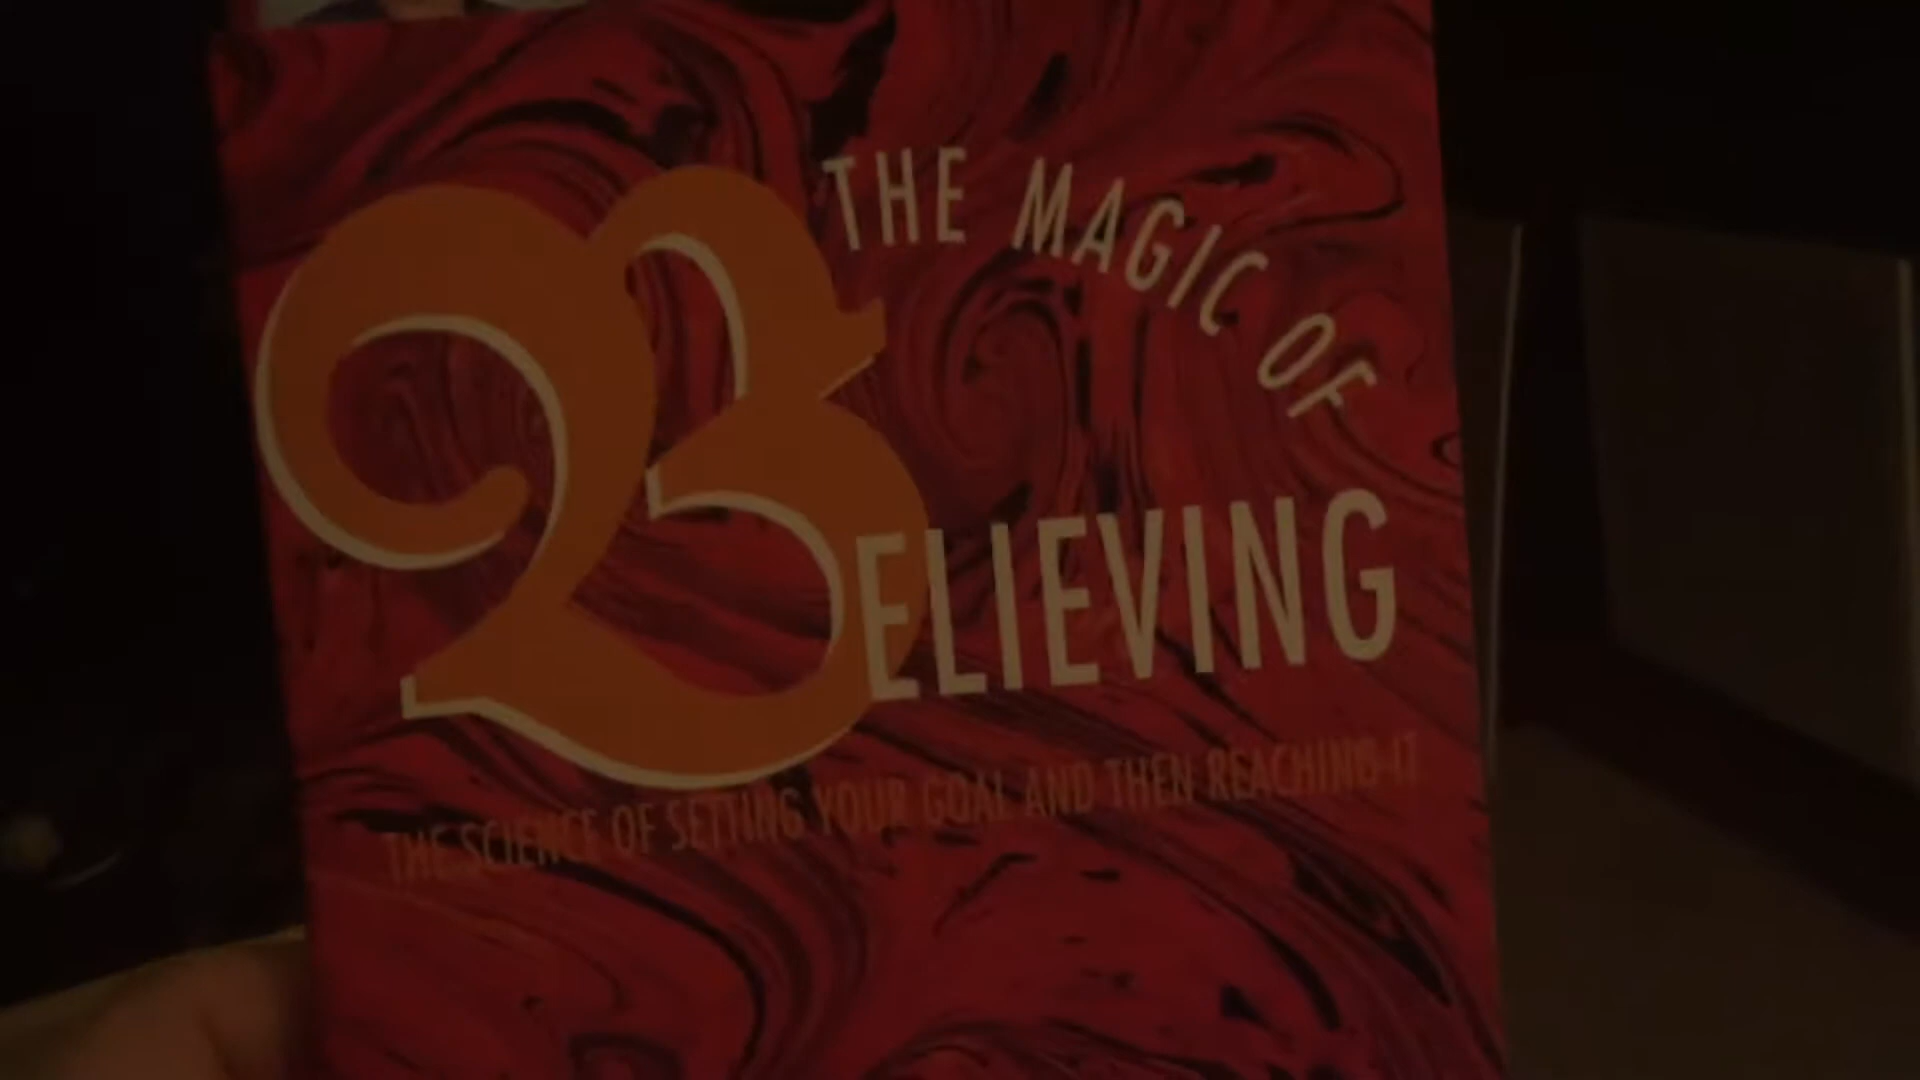 THE MAGIC OF
BELIEVING
THE SCIENCE OF SETTING YOUR GOAL AND THEN REACHING IT